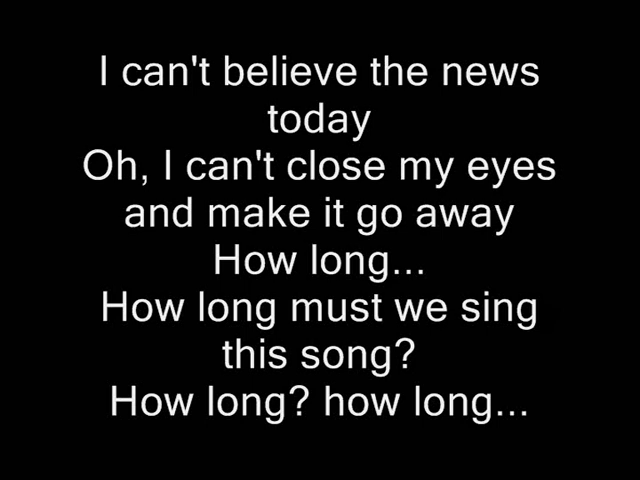 I can't believe the news
today
Oh, I can't close my eyes
and make it go away
How long...
How long must we sing
this song?
How long? how long...